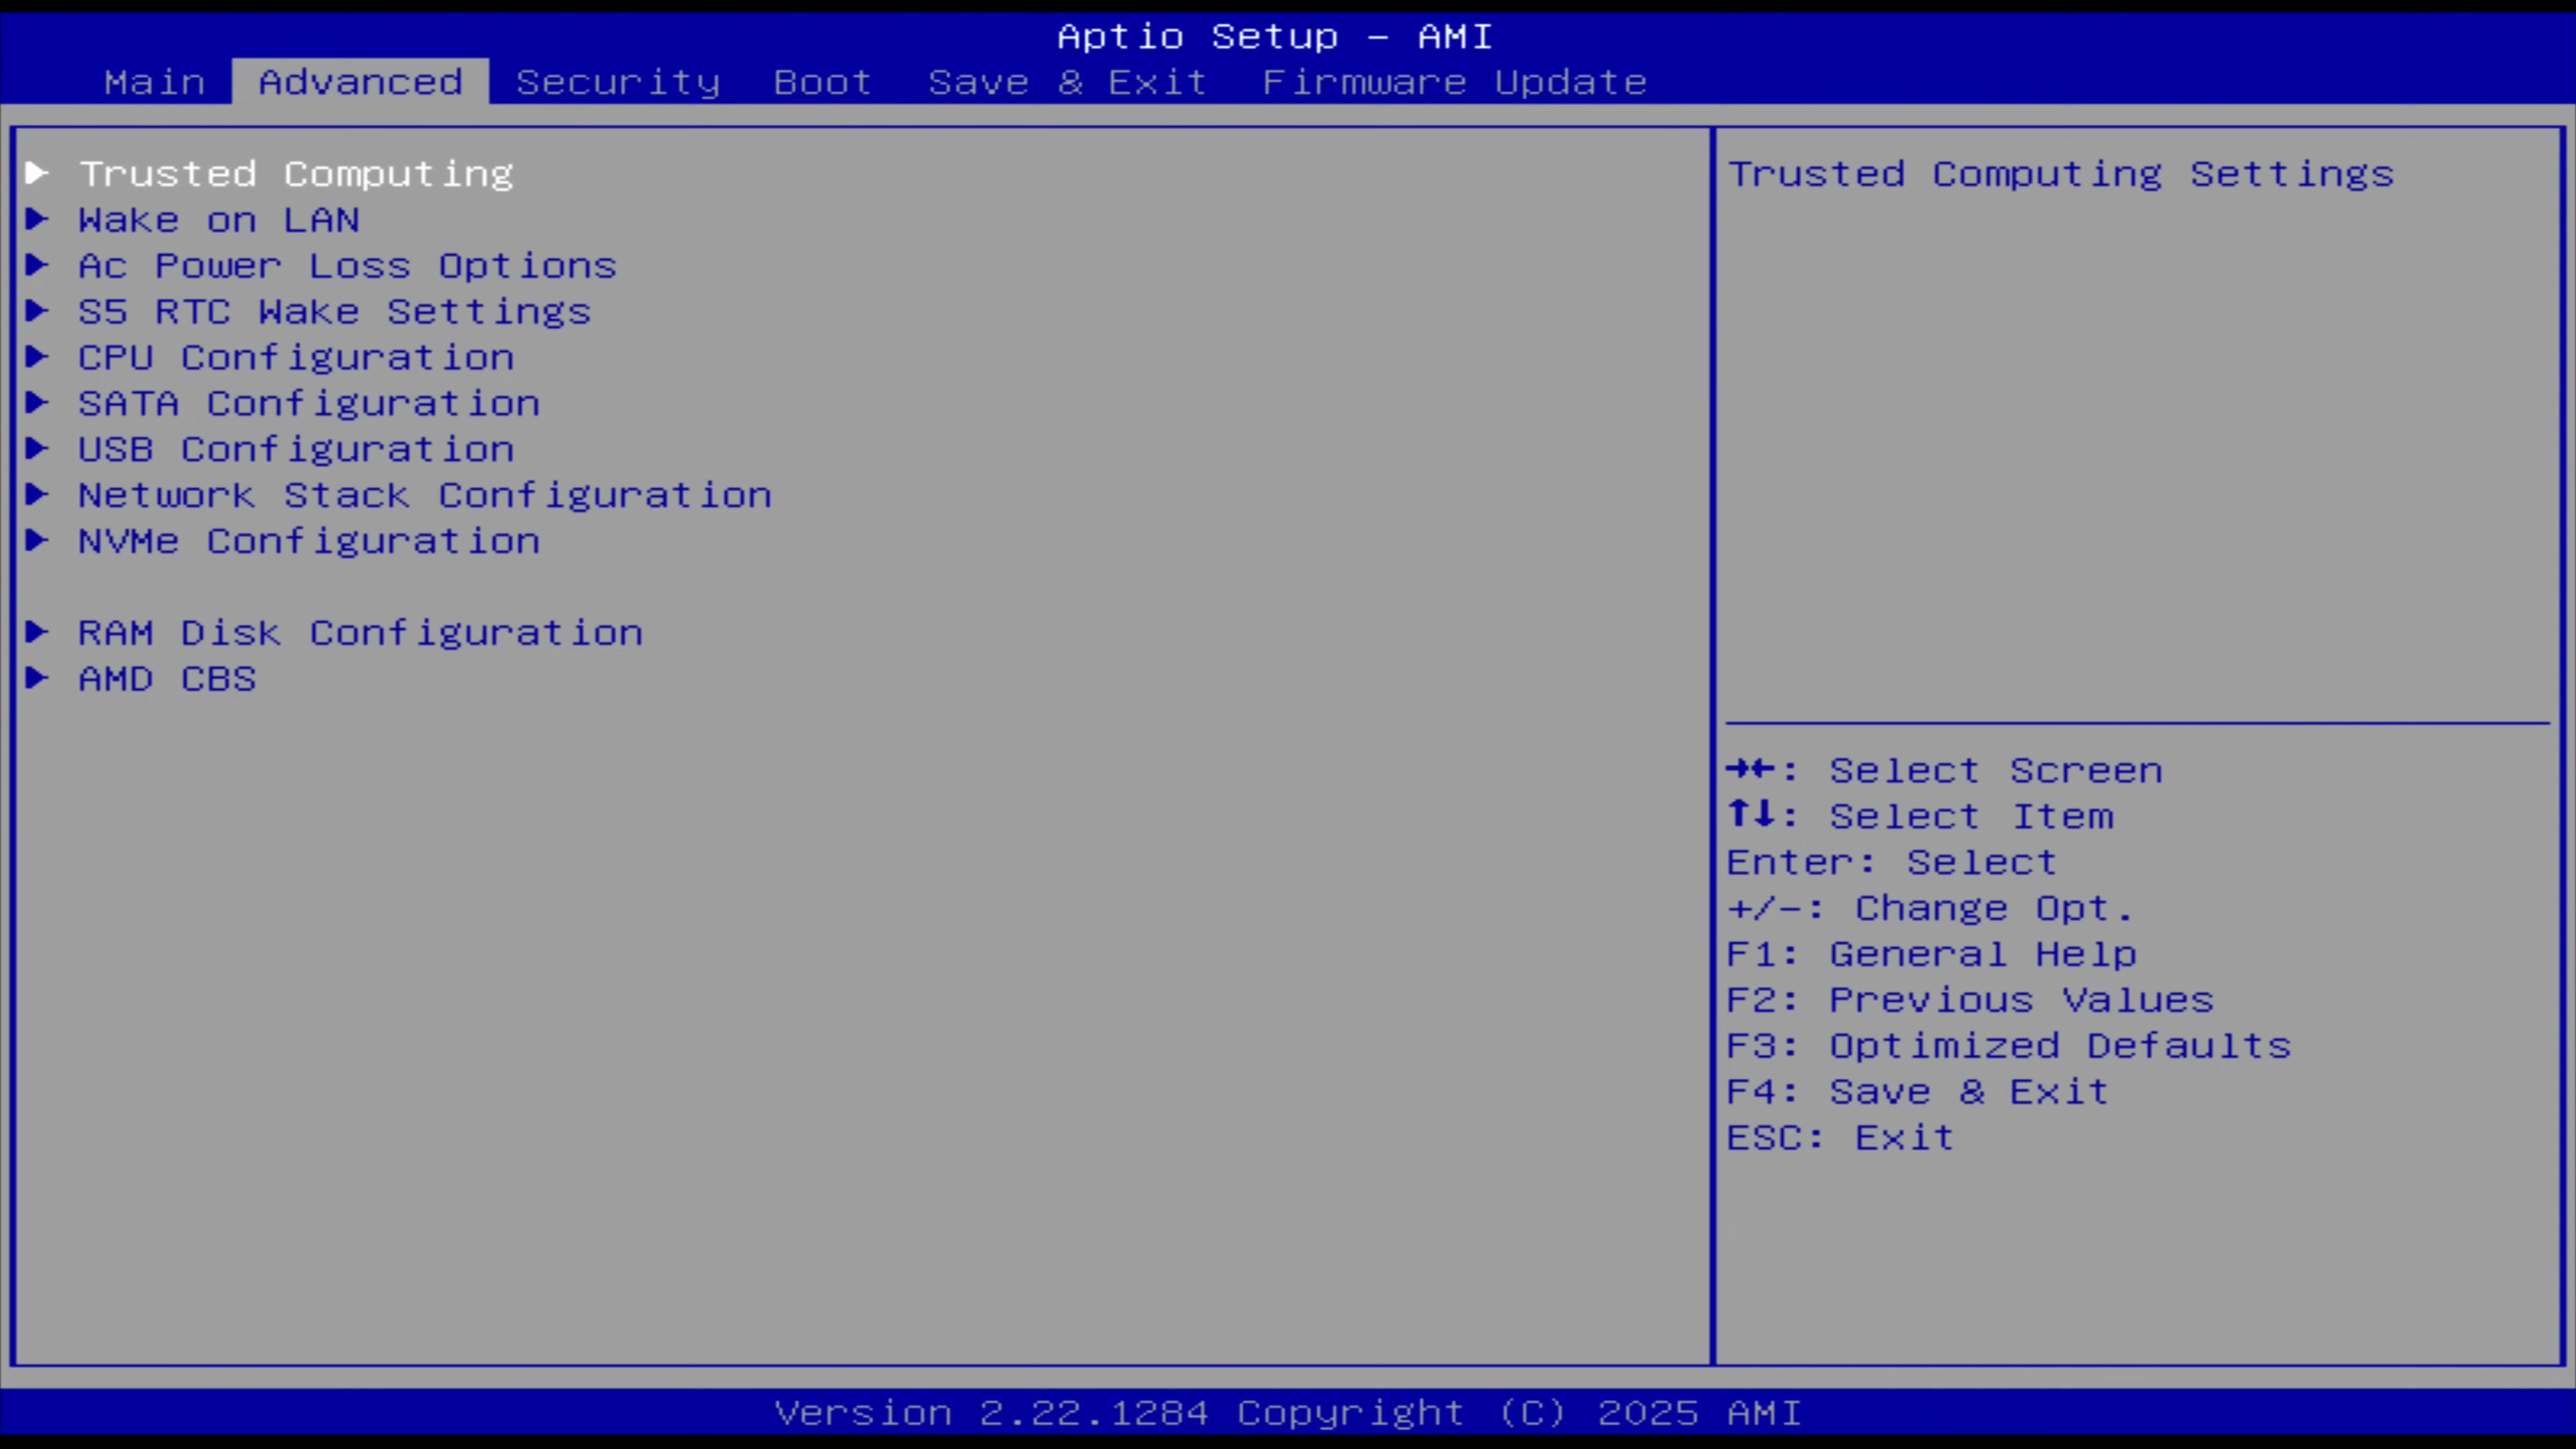 Aptio Setup - AMI
Main Advanced Security Boot Save & Exit Firmware Update
Trusted Computing
Wake on LAN
Ac Power Loss Options
S5 RTC Wake Settings
CPU Configuration
SATA Configuration
USB Configuration
Network Stack Configuration
NVMe Configuration
RAM Disk Configuration
AMD CBS
Trusted Computing Settings
→←: Select Screen
↑↓: Select Item
Enter: Select
+/-: Change Opt.
F1: General Help
F2: Previous Values
F3: Optimized Defaults
F4: Save & Exit
ESC: Exit
Version 2.22.1284 Copyright (C) 2025 AMI